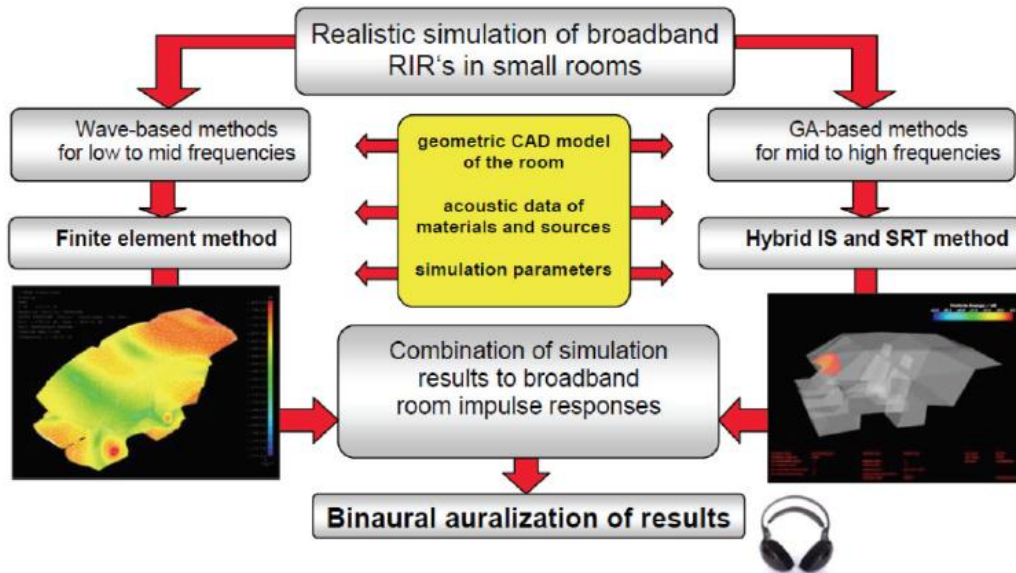 Realistic simulation of broadband
RIR‘s in small rooms
Wave-based methods
for low to mid frequencies
geometric CAD model
of the room
GA-based methods
for mid to high frequencies
Finite element method
acoustic data of
materials and sources
Hybrid IS and SRT method
simulation parameters
Combination of simulation
results to broadband
room impulse responses
Binaural auralization of results